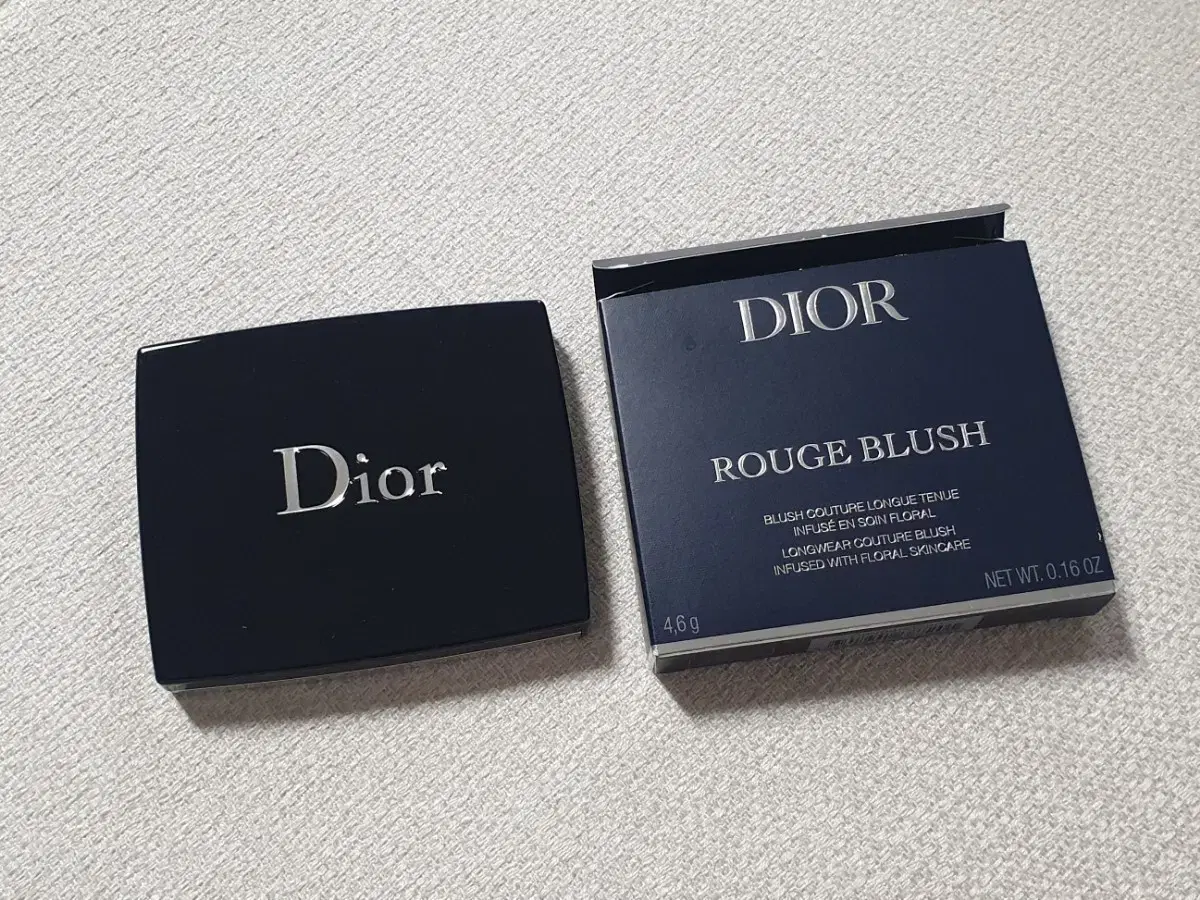 Dior
DIOR
ROUGE BLUSH
BLUSH COUTURE LONGUE TENUE
INFUSÉ EN SOIN FLORAL
LONGWEAR COUTURE BLUSH
INFUSED WITH FLORAL SKINCARE
4,6 g
NET WT. 0.16 OZ